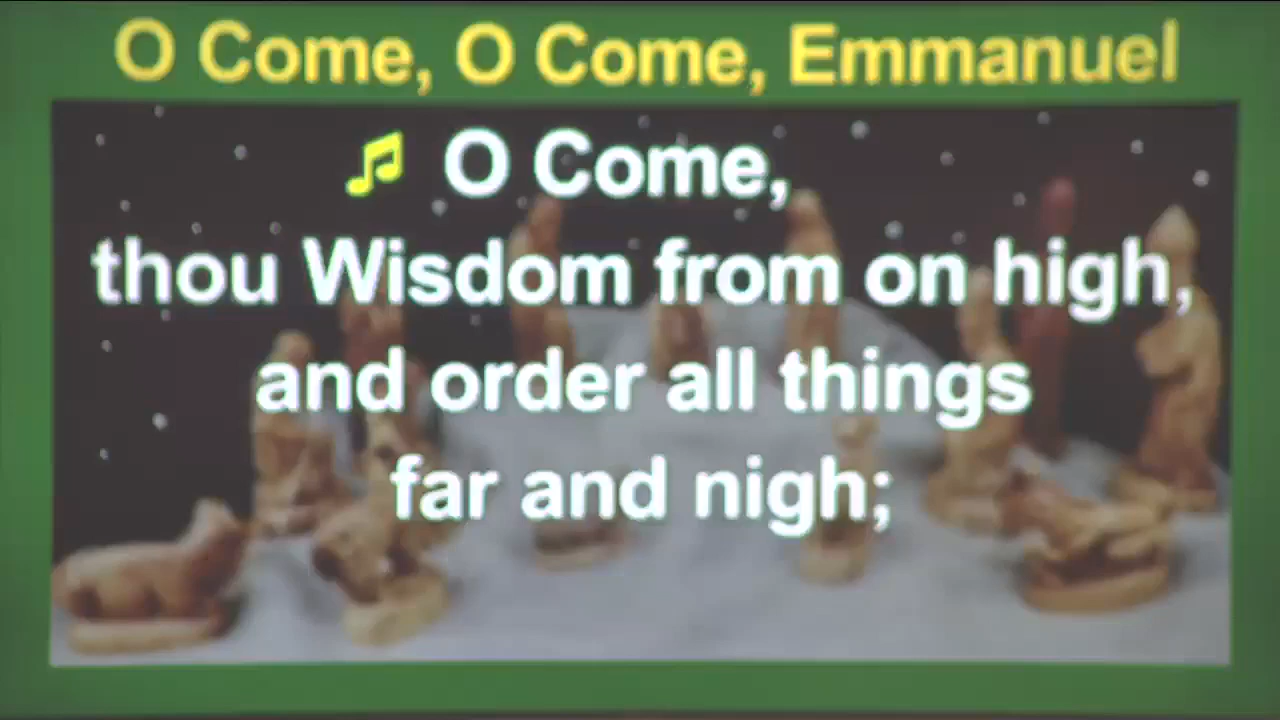 O Come, O Come, Emmanuel
O Come,
thou Wisdom from on high,
and order all things
far and nigh;